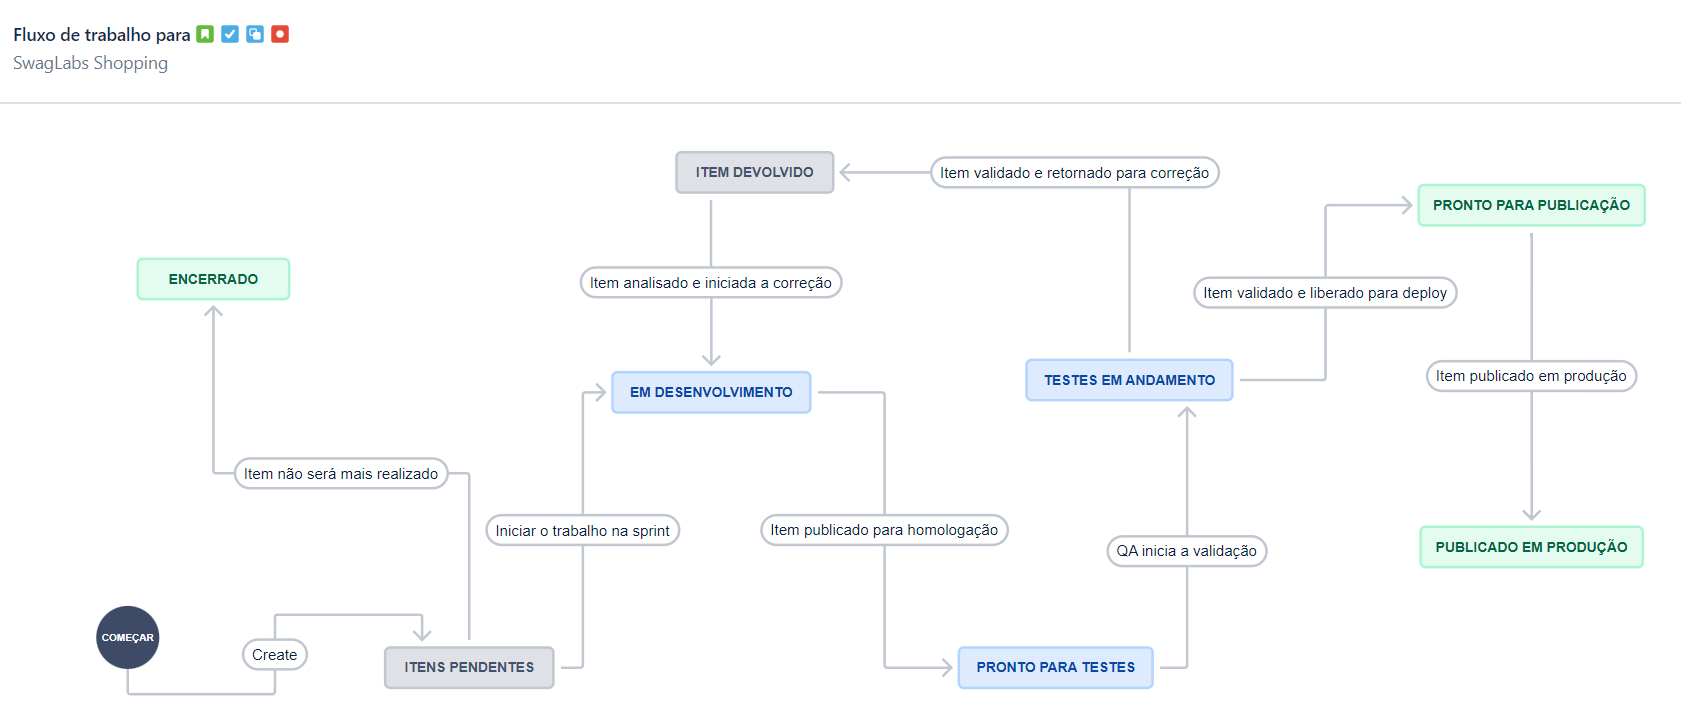 Fluxo de trabalho para
SwagLabs Shopping
ITEM DEVOLVIDO
Item validado e retornado para correção
PRONTO PARA PUBLICAÇÃO
ENCERRADO
Item analisado e iniciada a correção
Item validado e liberado para deploy
EM DESENVOLVIMENTO
TESTES EM ANDAMENTO
Item publicado em produção
Item não será mais realizado
Iniciar o trabalho na sprint
Item publicado para homologação
QA inicia a validação
PUBLICADO EM PRODUÇÃO
COMEÇAR
Create
ITENS PENDENTES
PRONTO PARA TESTES